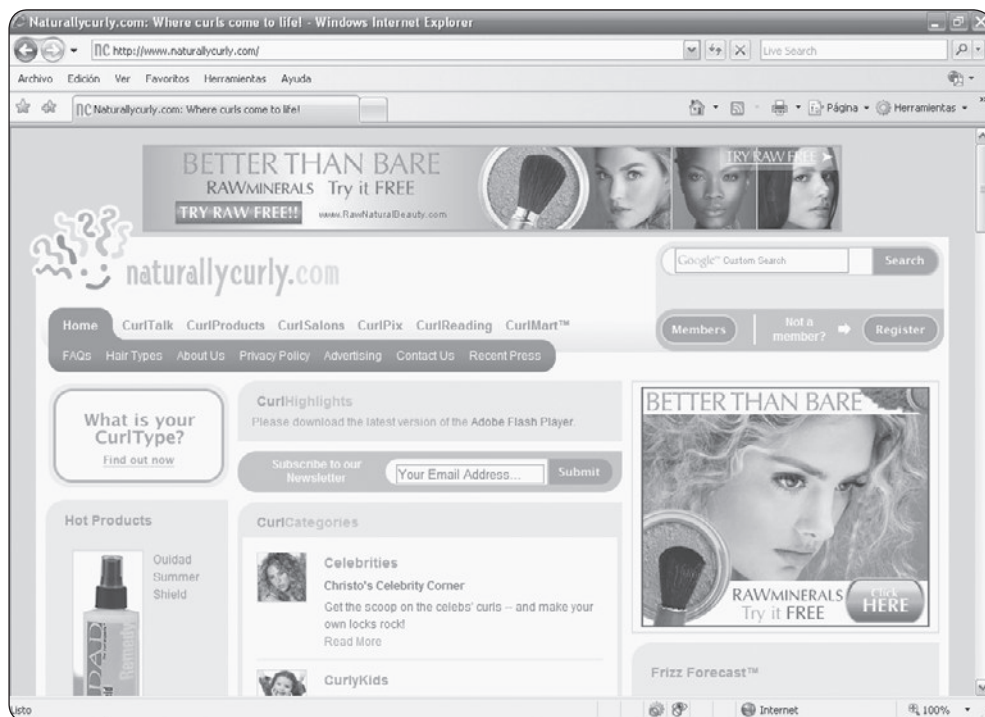 Naturallycurly.com: Where curls come to life! - Windows Internet Explorer
nc http://www.naturallycurly.com/
Live Search
Archivo Edición Ver Favoritos Herramientas Ayuda
nc Naturallycurly.com: Where curls come to life!
Página Herramientas
BETTER THAN BARE
RAWMINERALS Try it FREE
TRY RAW FREE!! www.RawNaturalBeauty.com
TRY RAW FREE
naturallycurly.com
Google™ Custom Search Search
Home CurlTalk CurlProducts CurlSalons CurlPix CurlReading CurlMart™
Members Not a member? Register
FAQs Hair Types About Us Privacy Policy Advertising Contact Us Recent Press
What is your
CurlType?
Find out now
CurlHighlights
Please download the latest version of the Adobe Flash Player.
Subscribe to our
Newsletter
Your Email Address... Submit
BETTER THAN BARE
RAWMINERALS
Try it FREE
Click
HERE
Hot Products
Ouidad
Summer
Shield
DAD
Remedy
CurlCategories
Celebrities
Christo's Celebrity Corner
Get the scoop on the celebs' curls -- and make your
own locks rock!
Read More
CurlyKids
Frizz Forecast™
Listo
Internet
100%